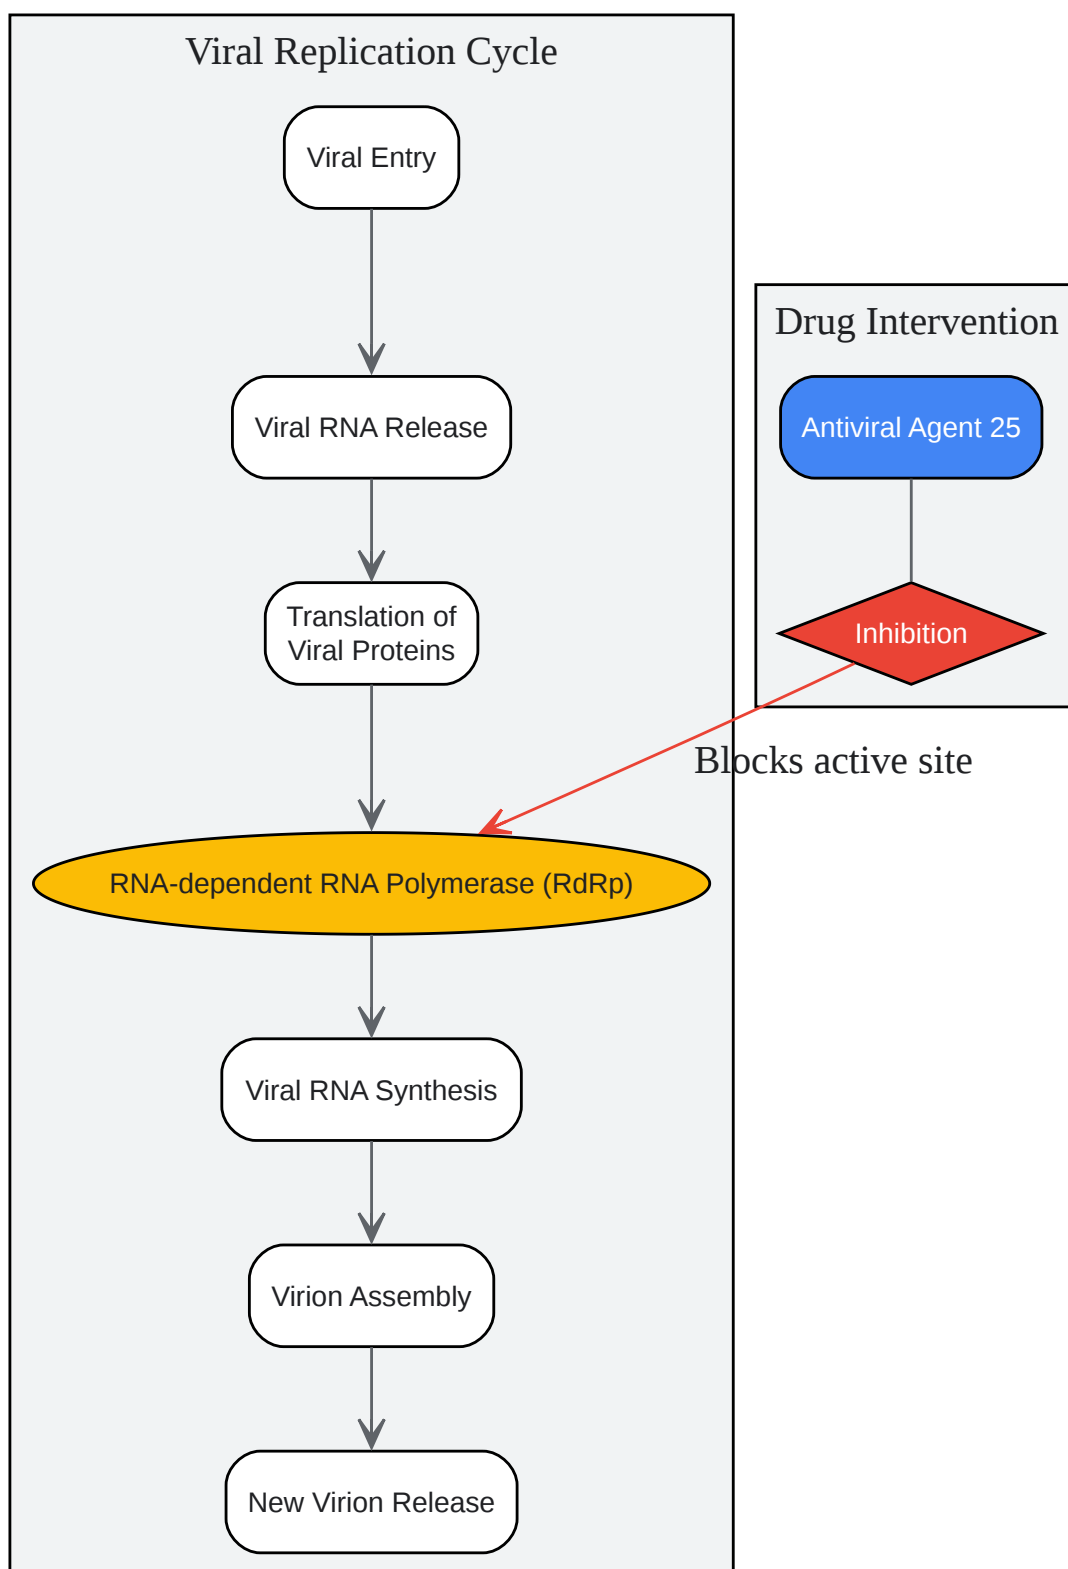 Viral Replication Cycle
Viral Entry
Viral RNA Release
Translation of
Viral Proteins
RNA-dependent RNA Polymerase (RdRp)
Viral RNA Synthesis
Virion Assembly
New Virion Release
Drug Intervention
Antiviral Agent 25
Inhibition
Blocks active site